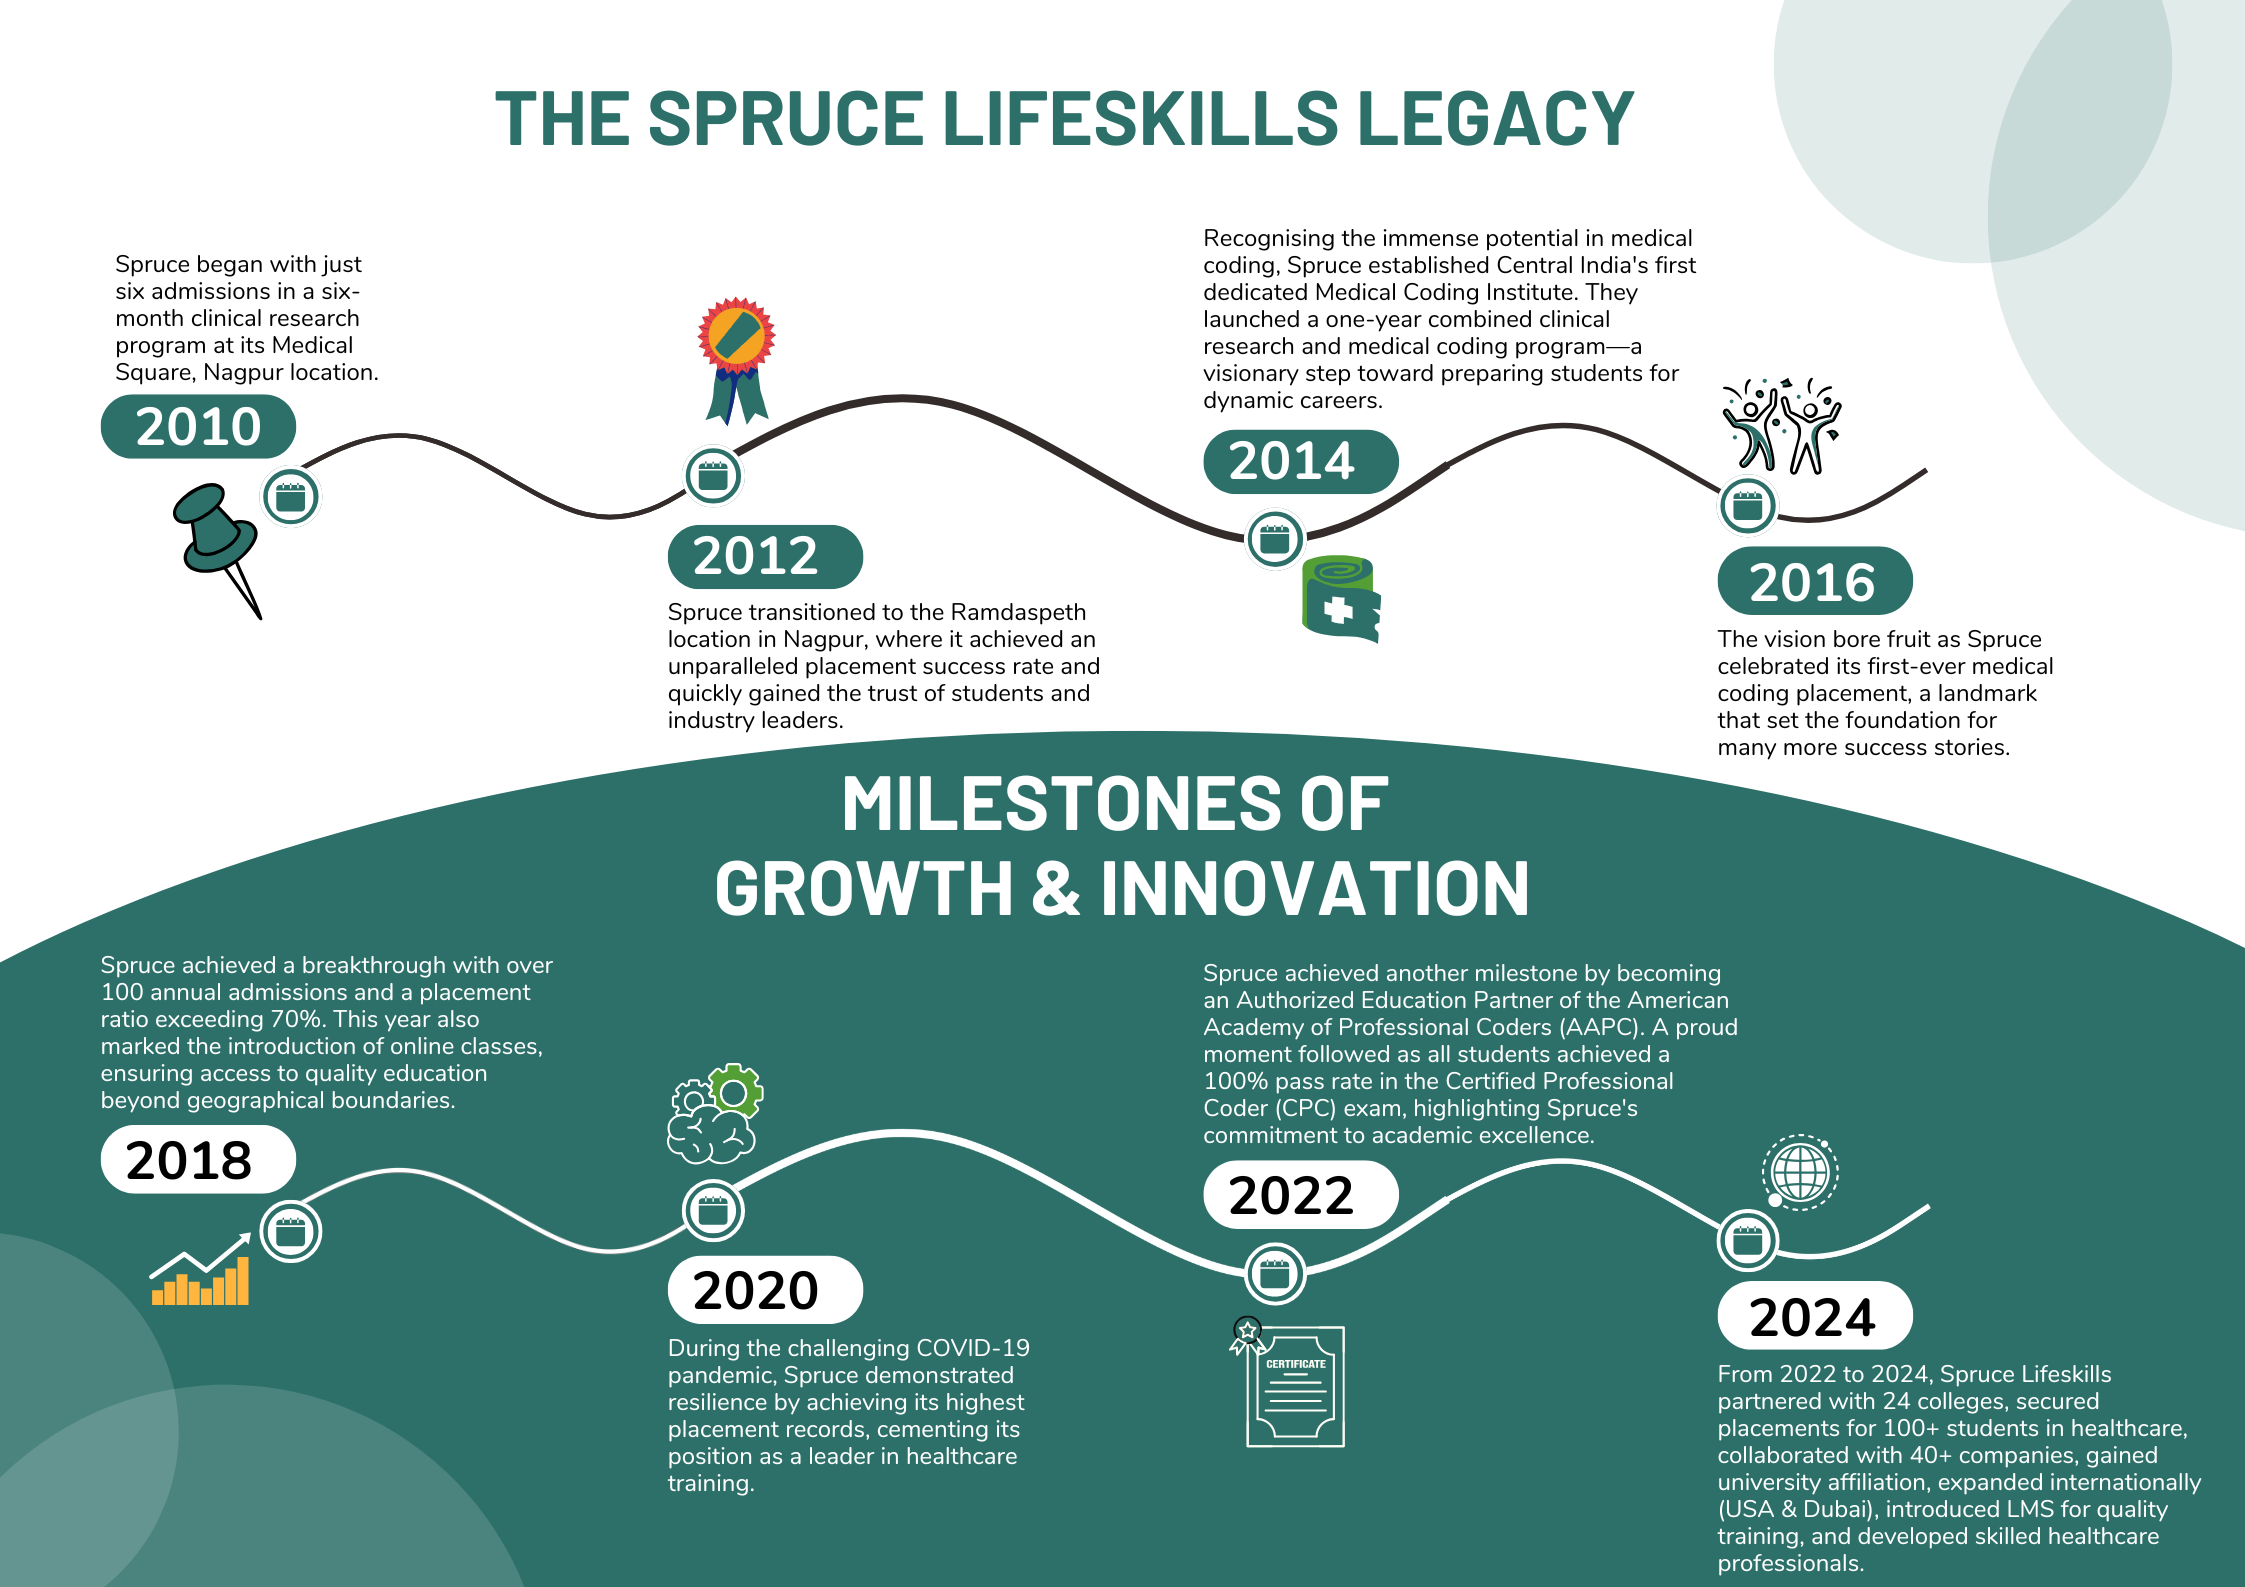 THE SPRUCE LIFESKILLS LEGACY
Spruce began with just
six admissions in a six-
month clinical research
program at its Medical
Square, Nagpur location.
2010
2012
Spruce transitioned to the Ramdaspeth
location in Nagpur, where it achieved an
unparalleled placement success rate and
quickly gained the trust of students and
industry leaders.
Recognising the immense potential in medical
coding, Spruce established Central India's first
dedicated Medical Coding Institute. They
launched a one-year combined clinical
research and medical coding program—a
visionary step toward preparing students for
dynamic careers.
2014
2016
The vision bore fruit as Spruce
celebrated its first-ever medical
coding placement, a landmark
that set the foundation for
many more success stories.
MILESTONES OF
GROWTH & INNOVATION
Spruce achieved a breakthrough with over
100 annual admissions and a placement
ratio exceeding 70%. This year also
marked the introduction of online classes,
ensuring access to quality education
beyond geographical boundaries.
2018
2020
During the challenging COVID-19
pandemic, Spruce demonstrated
resilience by achieving its highest
placement records, cementing its
position as a leader in healthcare
training.
Spruce achieved another milestone by becoming
an Authorized Education Partner of the American
Academy of Professional Coders (AAPC). A proud
moment followed as all students achieved a
100% pass rate in the Certified Professional
Coder (CPC) exam, highlighting Spruce's
commitment to academic excellence.
2022
CERTIFICATE
2024
From 2022 to 2024, Spruce Lifeskills
partnered with 24 colleges, secured
placements for 100+ students in healthcare,
collaborated with 40+ companies, gained
university affiliation, expanded internationally
(USA & Dubai), introduced LMS for quality
training, and developed skilled healthcare
professionals.